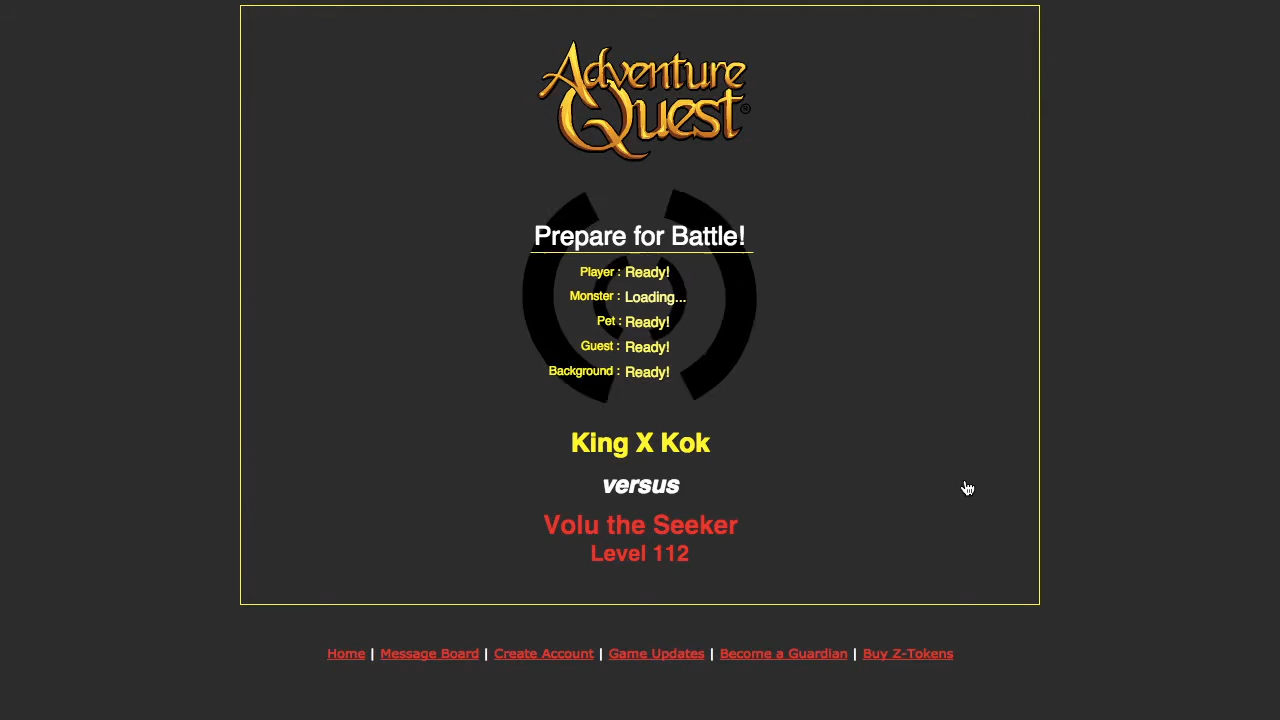 Adventure
Quest®
Prepare for Battle!
Player : Ready!
Monster : Loading...
Pet : Ready!
Guest : Ready!
Background : Ready!
King X Kok
versus
Volu the Seeker
Level 112
Home | Message Board | Create Account | Game Updates | Become a Guardian | Buy Z-Tokens